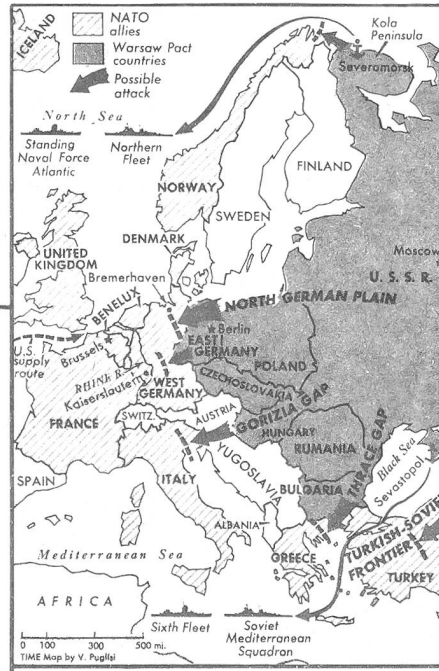 ICELAND
NATO
allies
Warsaw Pact
countries
Possible
attack
Kola
Peninsula
Severomorsk
North Sea
Standing
Naval Force
Atlantic
Northern
Fleet
FINLAND
NORWAY
SWEDEN
DENMARK
UNITED
KINGDOM
Bremerhaven
Moscow
U. S. S. R.
BENELUX
NORTH GERMAN PLAIN
Berlin
EAST
GERMANY
POLAND
U.S.
supply
route
Brussels
RHINE R.
Kaiserslautern
WEST
GERMANY
CZECHOSLOVAKIA
FRANCE
SWITZ.
AUSTRIA
GORIZIA GAP
HUNGARY
RUMANIA
ITALY
YUGOSLAVIA
THRACE GAP
Black Sea
Sevastopol
SPAIN
BULGARIA
ALBANIA
Mediterranean Sea
GREECE
TURKISH-SOVIET
FRONTIER
TURKEY
AFRICA
Sixth Fleet
Soviet
Mediterranean
Squadron
0 100 300 500 mi.
TIME Map by V. Puglisi